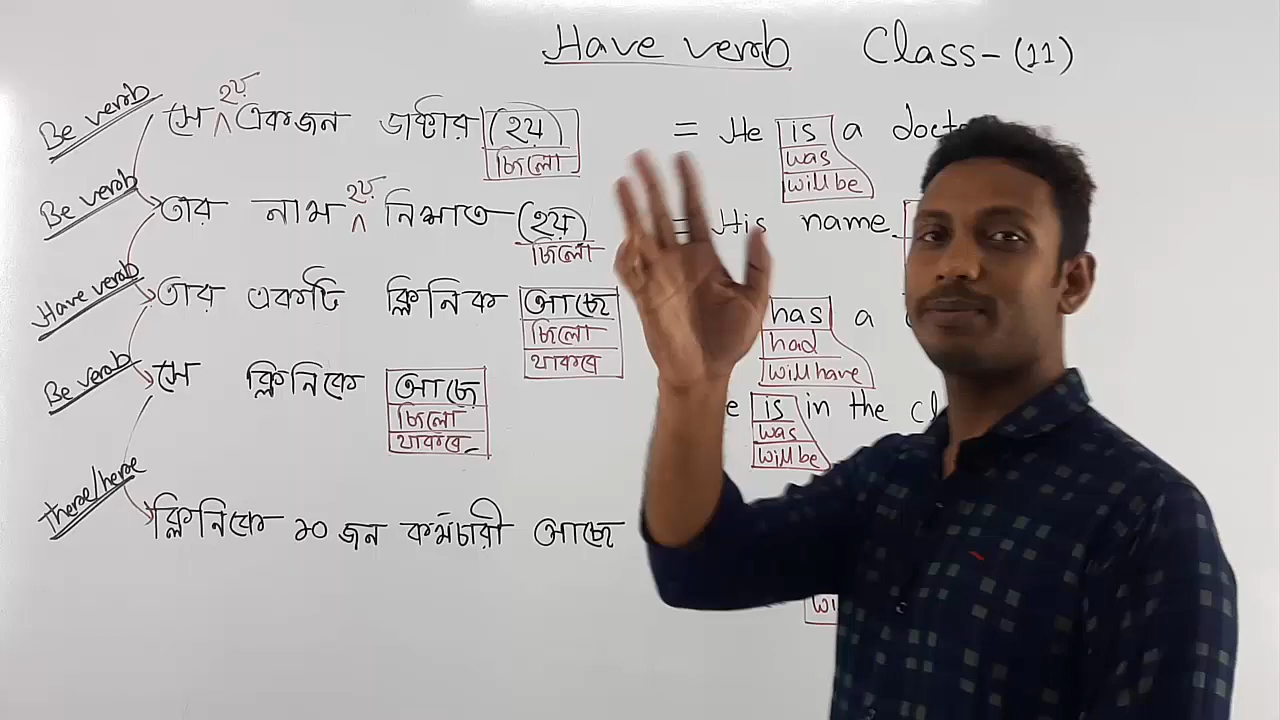 Have verb Class-(11)
Be verb সে হয় একজন ডাক্টার (হয়) = He is a doct
ছিলো was
will be
Be verb তার নাম হয় নিশাত (হয়) = His name
ছিলো
Have verb তার একটি ক্লিনিক আছে has a
ছিলো had
থাকবে will have
Be verb সে ক্লিনিকে আছে e is in the cl
ছিলো was
থাকবে will be
There/here ক্লিনিকে ১০ জন কর্মচারী আছে
wi